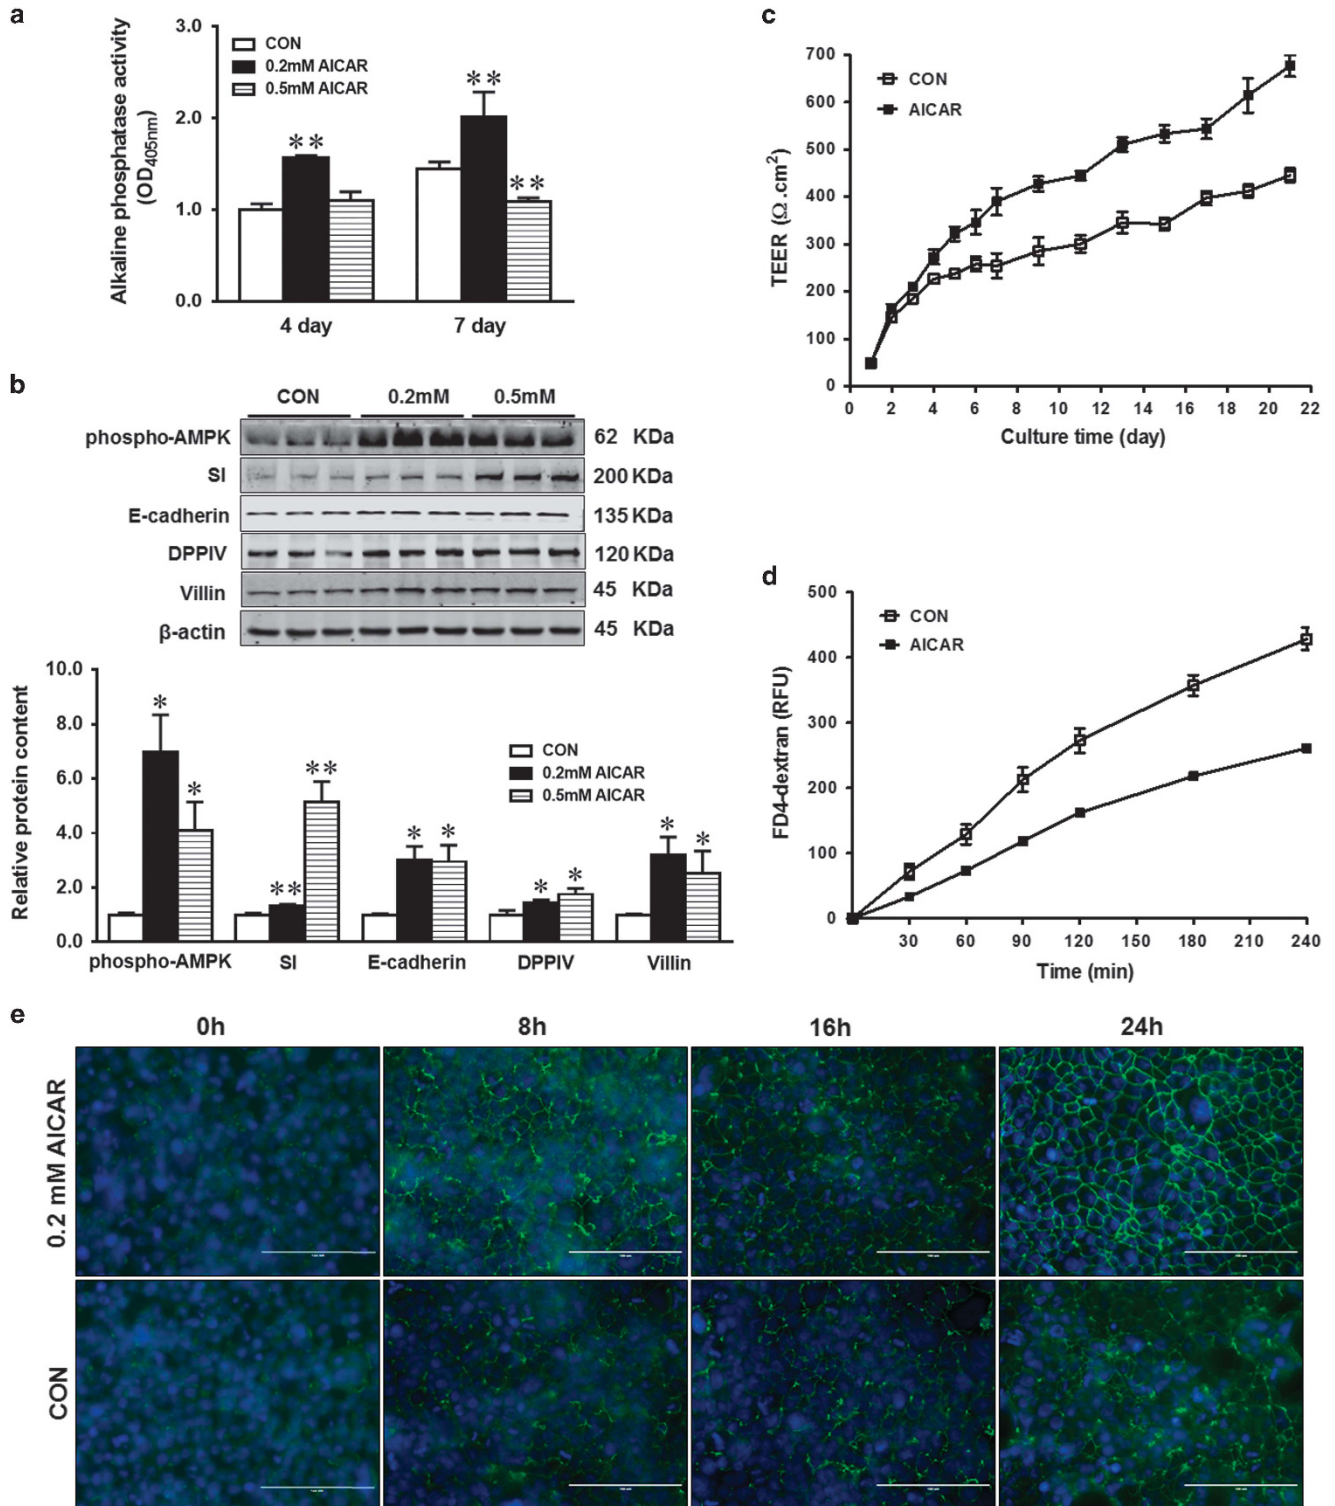 a
3.0
2.0
1.0
0.0
Alkaline phosphatase activity
(OD405nm)
CON
0.2mM AICAR
0.5mM AICAR
**
**
**
4 day
7 day
b
CON
0.2mM
0.5mM
phospho-AMPK
62 KDa
SI
200 KDa
E-cadherin
135 KDa
DPPIV
120 KDa
Villin
45 KDa
β-actin
45 KDa
10.0
8.0
6.0
4.0
2.0
0.0
Relative protein content
CON
0.2mM AICAR
0.5mM AICAR
*
*
**
**
*
*
*
*
*
*
phospho-AMPK
SI
E-cadherin
DPPIV
Villin
c
700
600
500
400
300
200
100
0
TEER (Ω.cm2)
CON
AICAR
0 2 4 6 8 10 12 14 16 18 20 22
Culture time (day)
d
500
400
300
200
100
0
FD4-dextran (RFU)
CON
AICAR
30 60 90 120 150 180 210 240
Time (min)
e
0h
8h
16h
24h
0.2 mM AICAR
CON